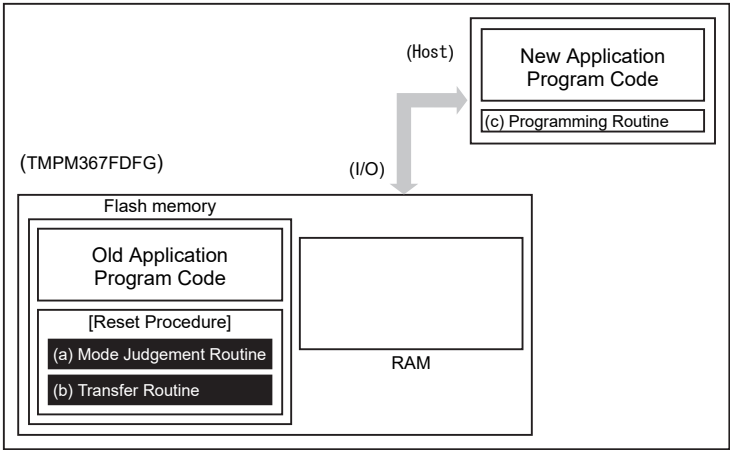 (Host)
New Application
Program Code
(c) Programming Routine
(TMPM367FDFG)
(I/O)
Flash memory
Old Application
Program Code
[Reset Procedure]
(a) Mode Judgement Routine
(b) Transfer Routine
RAM